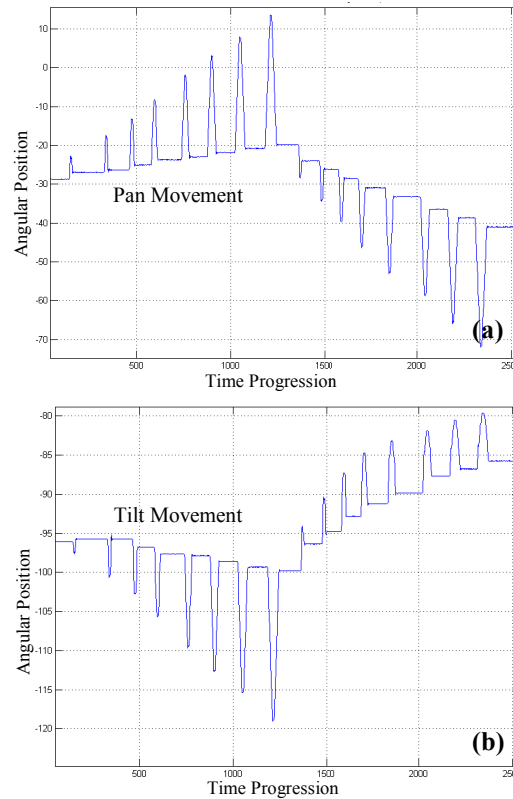 10
0
-10
-20
-30
-40
-50
-60
-70
Angular Position
Pan Movement
(a)
500 1000 1500 2000 2500
Time Progression
-80
-85
-90
-95
-100
-105
-110
-115
-120
Angular Position
Tilt Movement
(b)
500 1000 1500 2000 2500
Time Progression